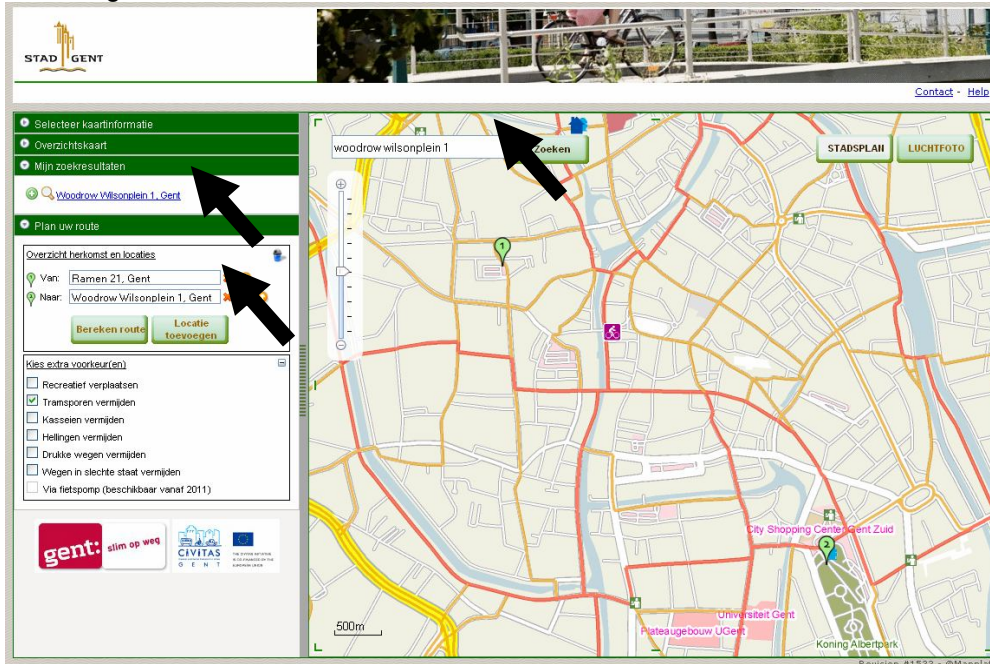 STAD GENT
Contact - Help
Selecteer kaartinformatie
Overzichtskaart
Mijn zoekresultaten
Woodrow Wilsonplein 1, Gent
Plan uw route
Overzicht herkomst en locaties
1 Van: Ramen 21, Gent
Naar: Woodrow Wilsonplein 1, Gent
Bereken route
Locatie toevoegen
Kies extra voorkeur(en)
Recreatief verplaatsen
Tramsporen vermijden
Kasseien vermijden
Hellingen vermijden
Drukke wegen vermijden
Wegen in slechte staat vermijden
Via fietspomp (beschikbaar vanaf 2011)
gent: slim op weg
CIVITAS
GENT
woodrow wilsonplein 1
Zoeken
STADSPLAN
LUCHTFOTO
1
City Shopping Center Gent Zuid
2
Universiteit Gent
Plateaugebouw UGent
Koning Albertpark
500m